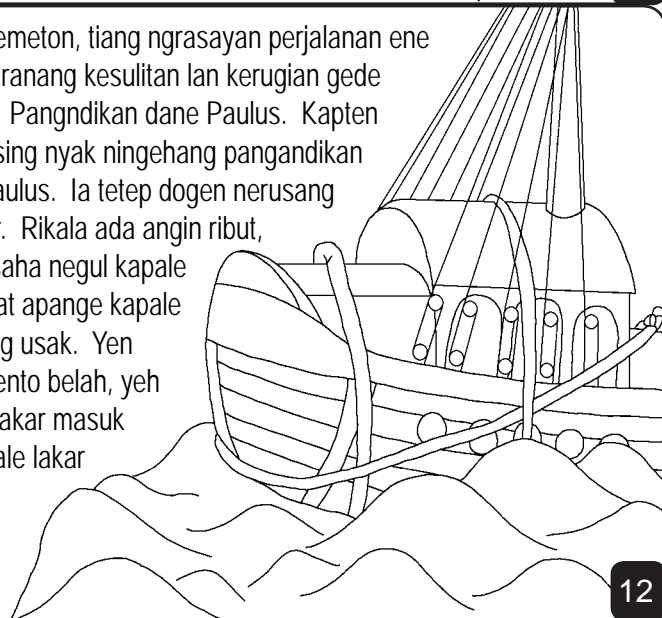 emeton, tiang ngrasayan perjalanan ene
ranang kesulitan lan kerugian gede
Pangndikan dane Paulus. Kapten
sing nyak ningehang pangandikan
aulus. Ia tetep dogen nerusang
Rikala ada angin ribut,
saha negul kapale
at apange kapale
g usak. Yen
ento belah, yeh
akar masuk
ale lakar
12